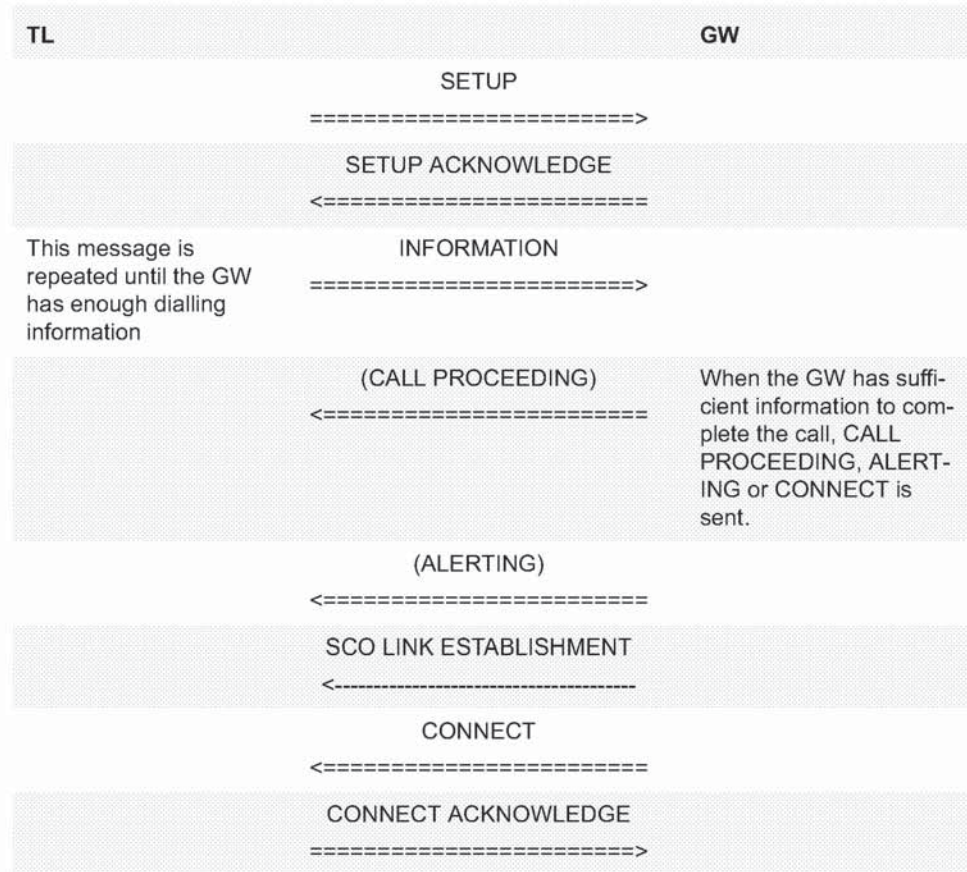 TL GW
SETUP
========================>
SETUP ACKNOWLEDGE
<========================
This message is
repeated until the GW
has enough dialling
information
INFORMATION
========================>
(CALL PROCEEDING)
<========================
When the GW has suffi-
cient information to com-
plete the call, CALL
PROCEEDING, ALERT-
ING or CONNECT is
sent.
(ALERTING)
<========================
SCO LINK ESTABLISHMENT
<---------------------------------------
CONNECT
<========================
CONNECT ACKNOWLEDGE
========================>